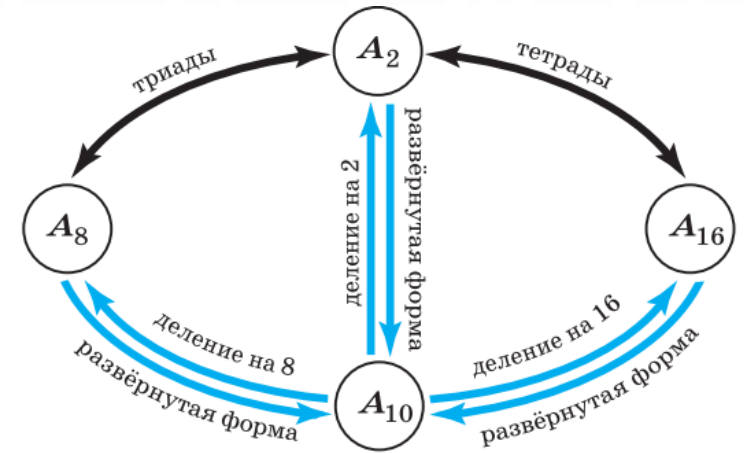 A₂
триады
тетрады
A₈
A₁₆
деление на 2
развёрнутая форма
деление на 8
развёрнутая форма
деление на 16
развёрнутая форма
A₁₀